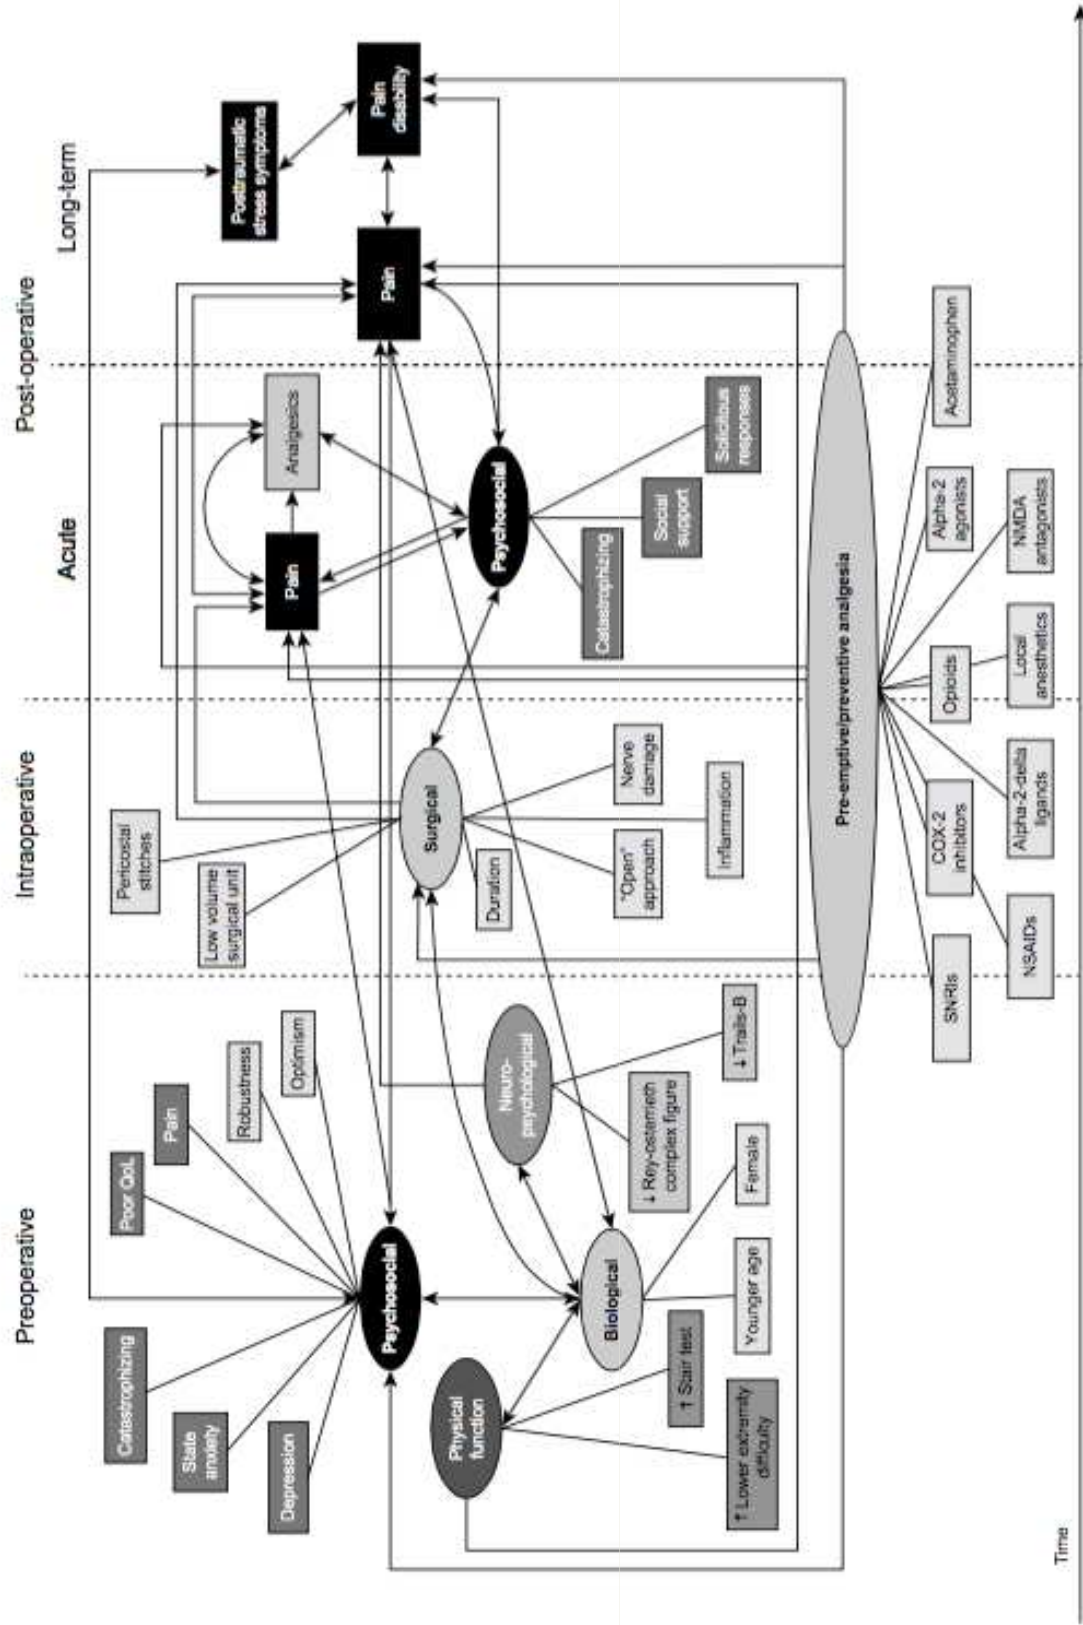 Preoperative
Intraoperative
Post-operative
Acute
Long-term
Catastrophizing
State
anxiety
Depression
Poor QoL
Pain
Robustness
Optimism
Pericostal
stitches
Low volume
surgical unit
Posttraumatic
stress symptoms
Pain
Analgesics
Pain
Pain
disability
Psychosocial
Surgical
Physical
function
Neuro-
psychological
Duration
Psychosocial
Biological
"Open"
approach
Nerve
damage
Inflammation
Catastrophizing
Social
support
Solicitous
responses
↑ Stair test
↑ Lower extremity
difficulty
↓ Rey-osterrieth
complex figure
↓ Trails-B
Younger age
Female
Pre-emptive/preventive analgesia
SNRIs
COX-2
inhibitors
Opioids
Alpha-2
agonists
Acetaminophen
NSAIDs
Alpha-2-delta
ligands
Local
anesthetics
NMDA
antagonists
Time